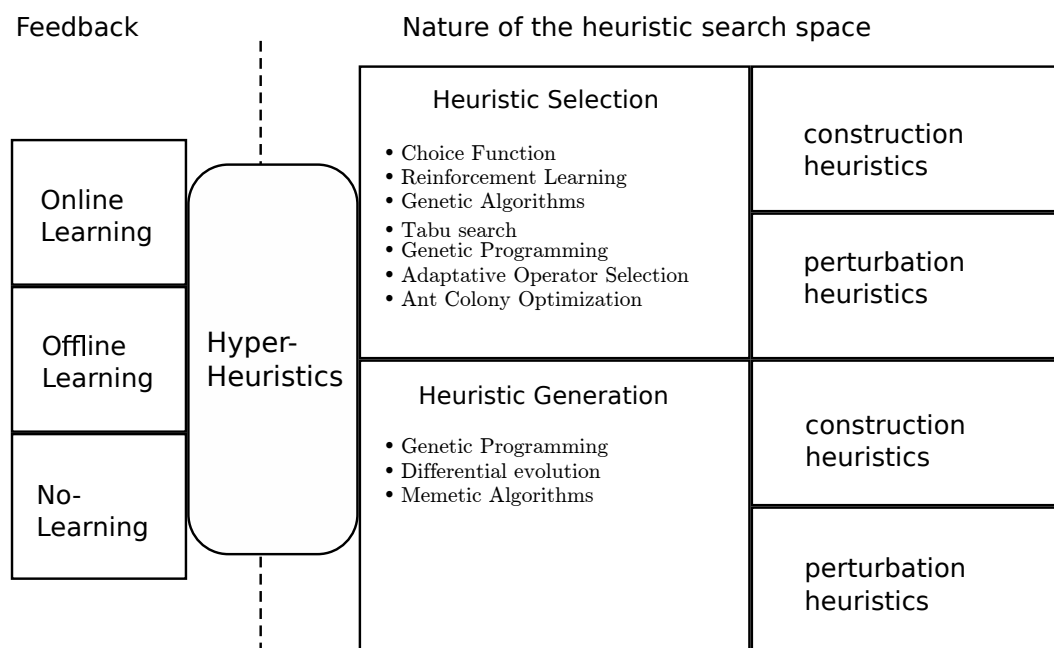 Feedback
Nature of the heuristic search space
Online
Learning
Offline
Learning
No-
Learning
Hyper-
Heuristics
Heuristic Selection
• Choice Function
• Reinforcement Learning
• Genetic Algorithms
• Tabu search
• Genetic Programming
• Adaptative Operator Selection
• Ant Colony Optimization
construction
heuristics
perturbation
heuristics
Heuristic Generation
• Genetic Programming
• Differential evolution
• Memetic Algorithms
construction
heuristics
perturbation
heuristics